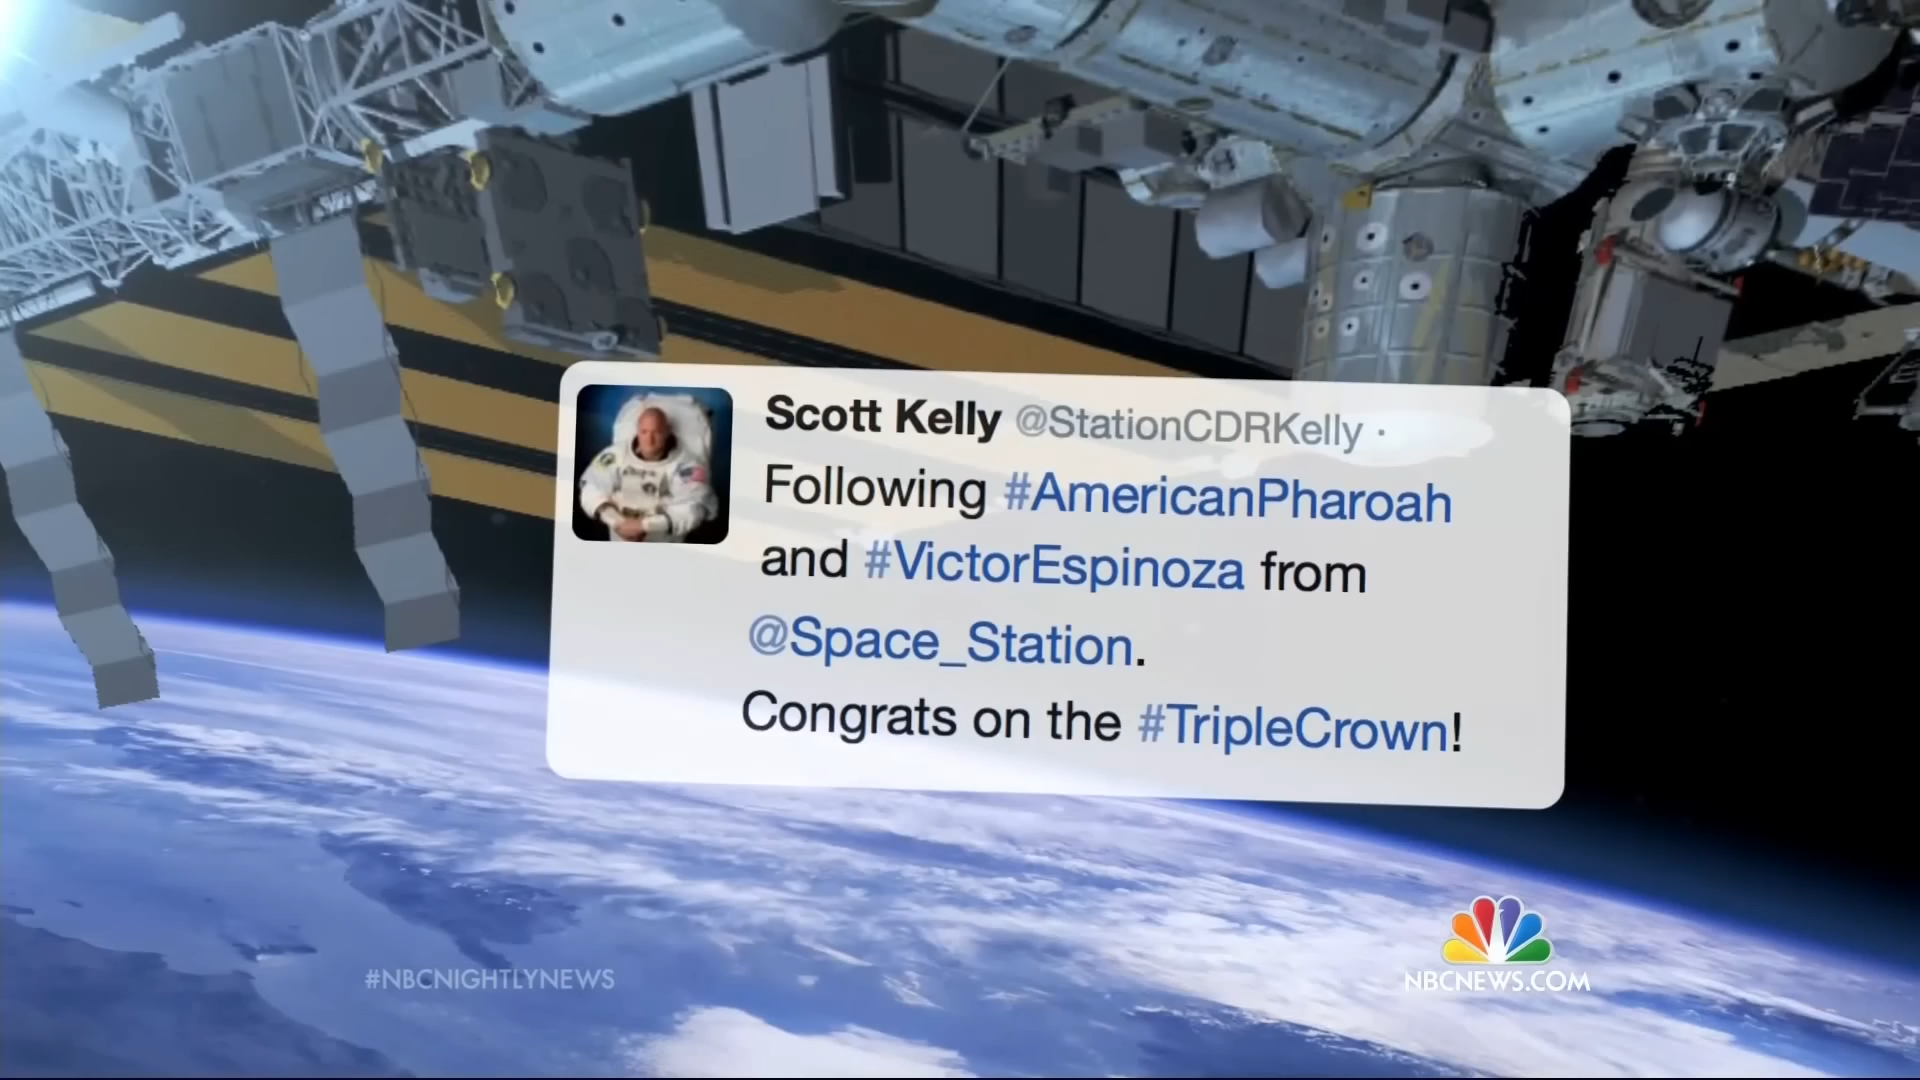 Scott Kelly @StationCDRKelly ·
Following #AmericanPharoah
and #VictorEspinoza from
@Space_Station.
Congrats on the #TripleCrown!
#NBCNIGHTLYNEWS
NBCNEWS.COM